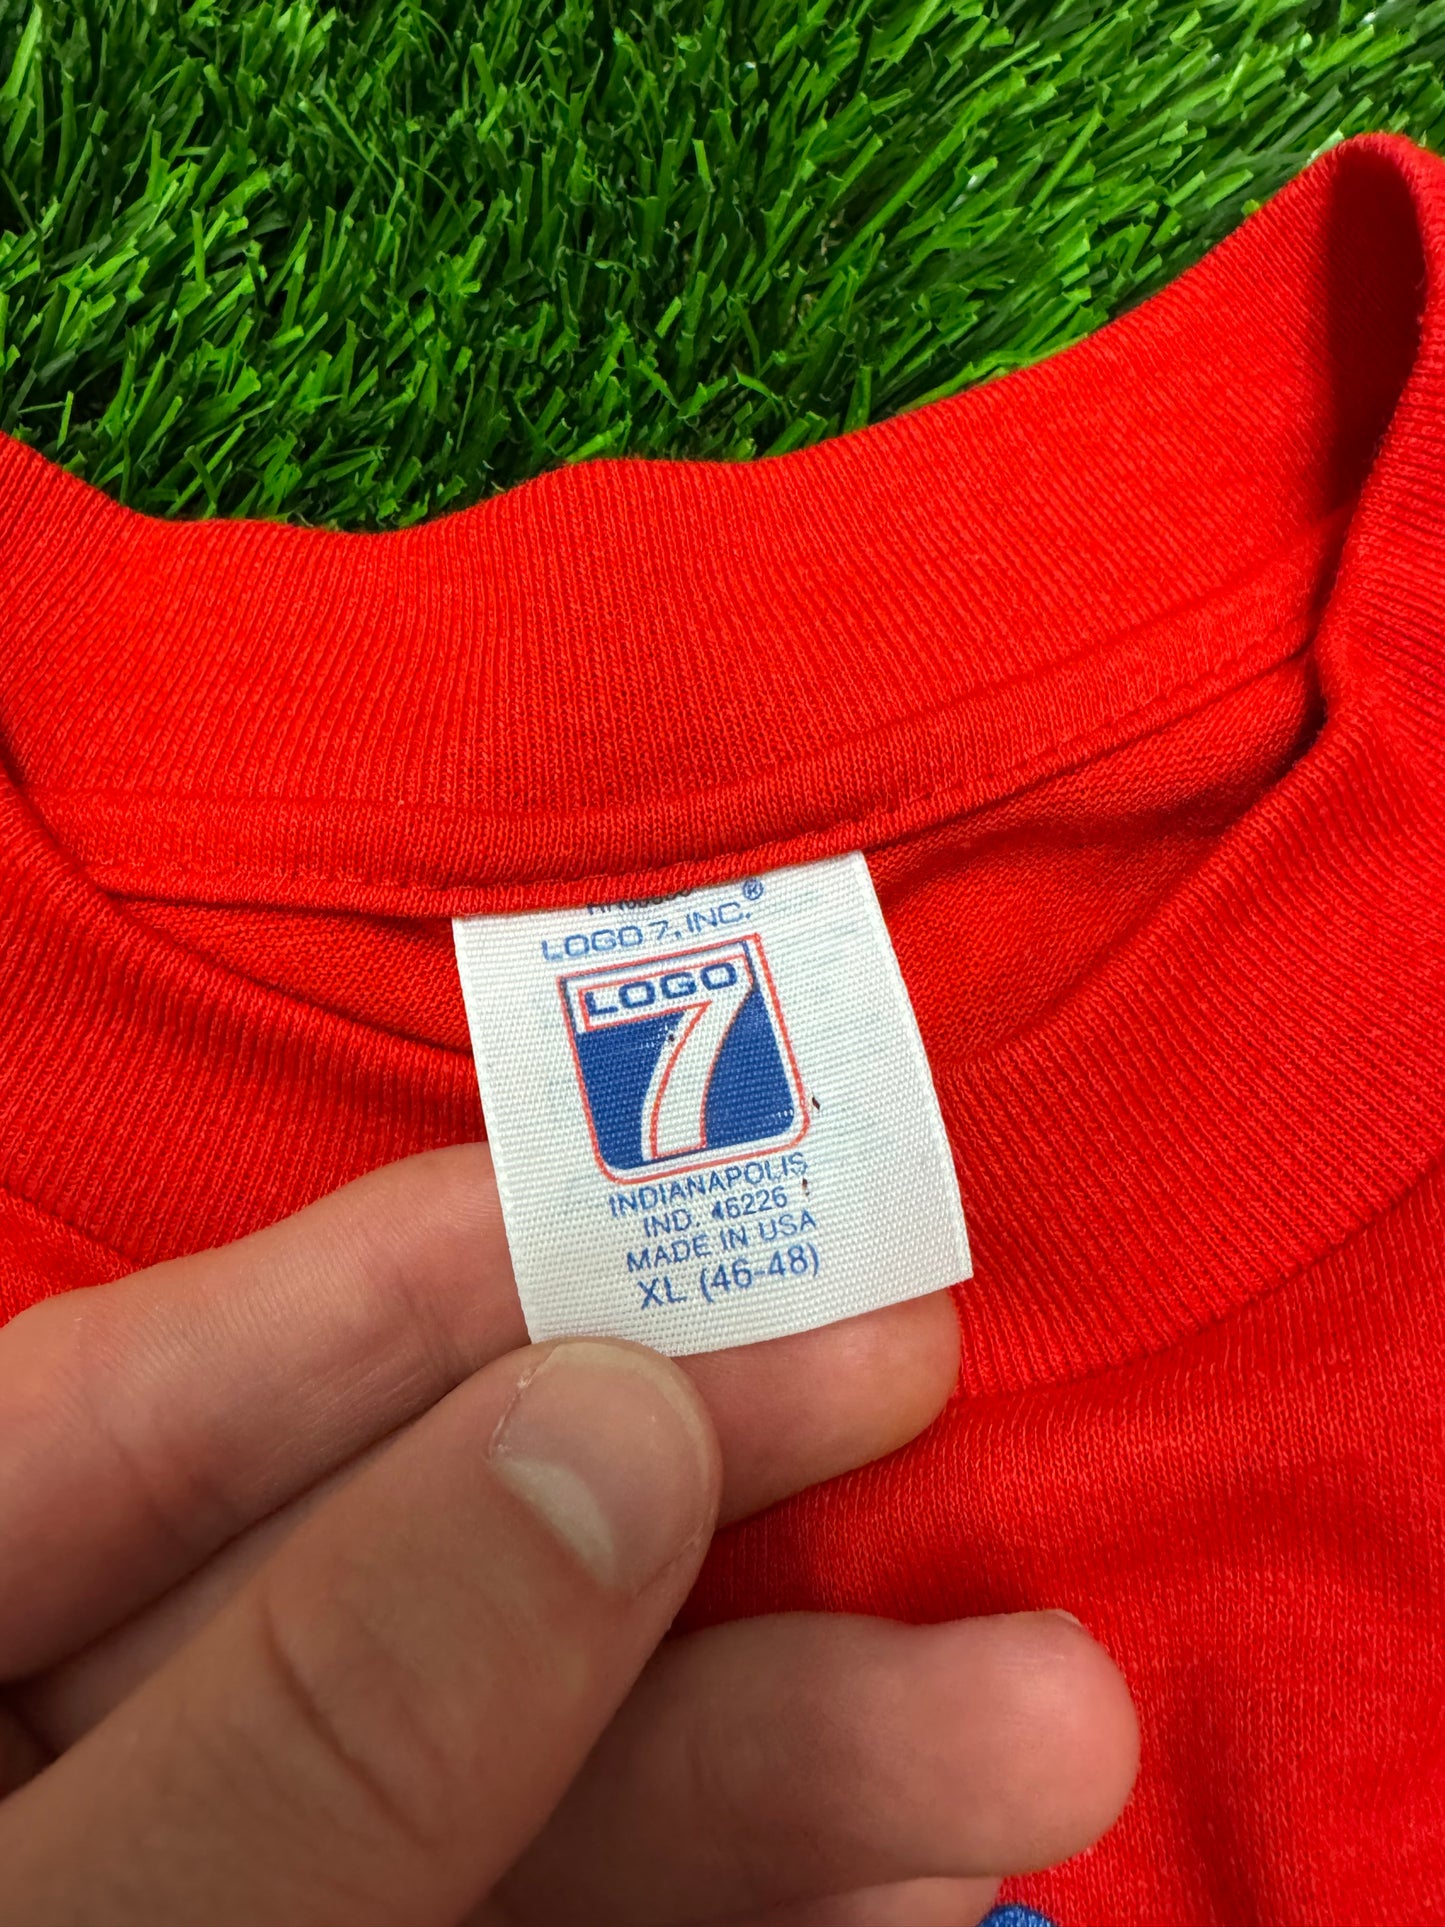 LOGO 7, INC.®
LOGO
7
INDIANAPOLIS
IND. 46226
MADE IN USA
XL (46-48)